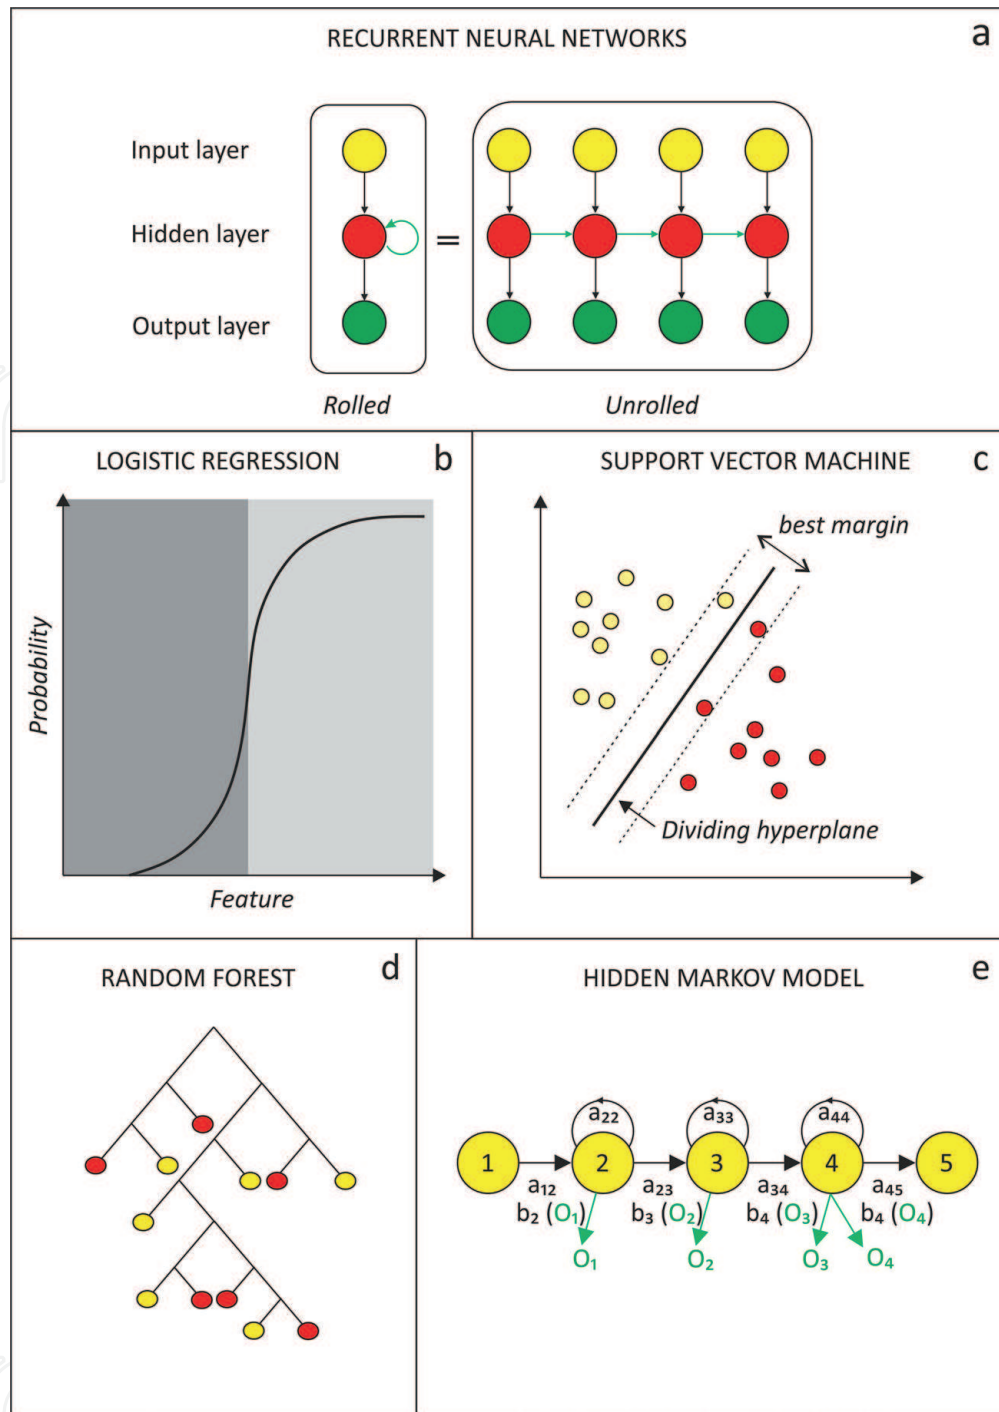 RECURRENT NEURAL NETWORKS
a
Input layer
Hidden layer
=
Output layer
Rolled
Unrolled
LOGISTIC REGRESSION
b
Probability
Feature
SUPPORT VECTOR MACHINE
c
best margin
Dividing hyperplane
RANDOM FOREST
d
HIDDEN MARKOV MODEL
e
a₂₂ a₃₃ a₄₄
1 2 3 4 5
a₁₂ a₂₃ a₃₄ a₄₅
b₂ (O₁) b₃ (O₂) b₄ (O₃) b₄ (O₄)
O₁ O₂ O₃ O₄